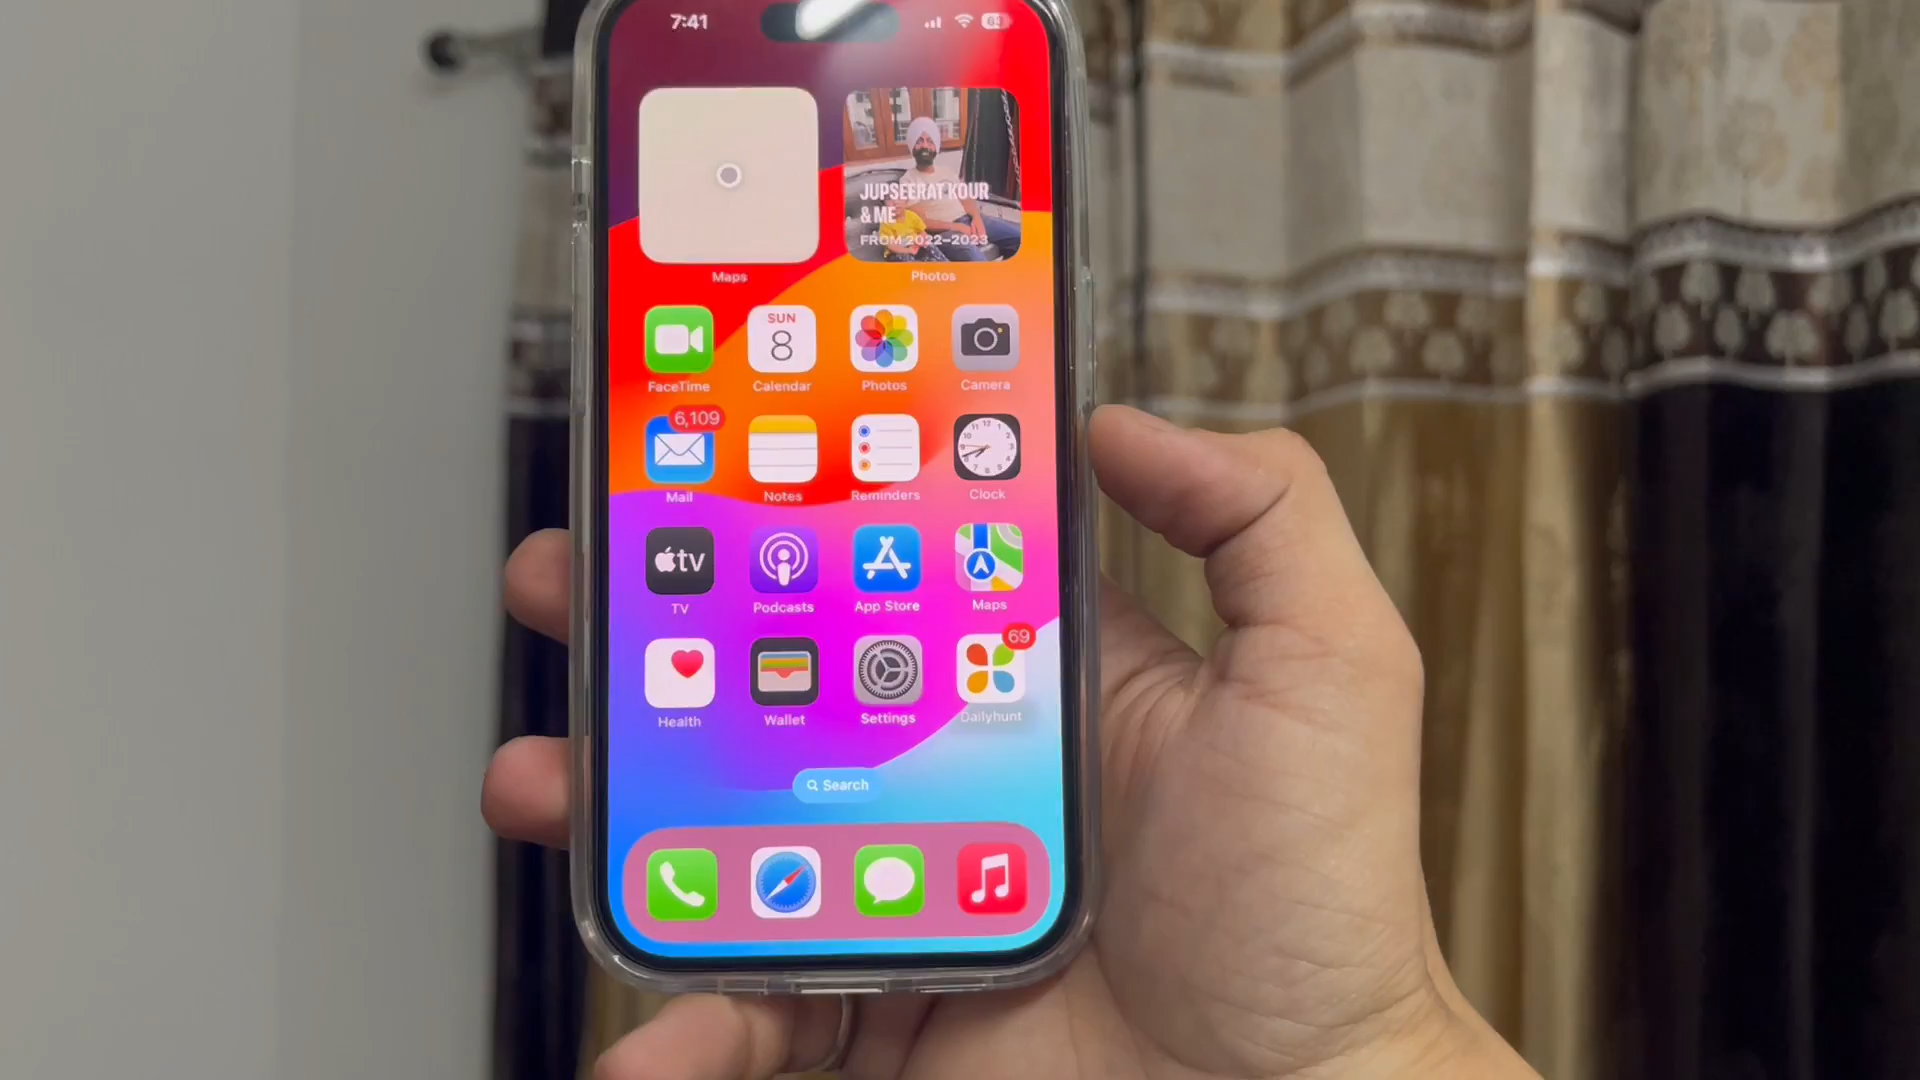 7:41
63
JUPSEERAT KOUR
& ME
FROM 2022-2023
Maps
Photos
SUN
8
FaceTime
Calendar
Photos
Camera
6,109
Mail
Notes
Reminders
Clock
tv
TV
Podcasts
App Store
Maps
69
Health
Wallet
Settings
Dailyhunt
Search